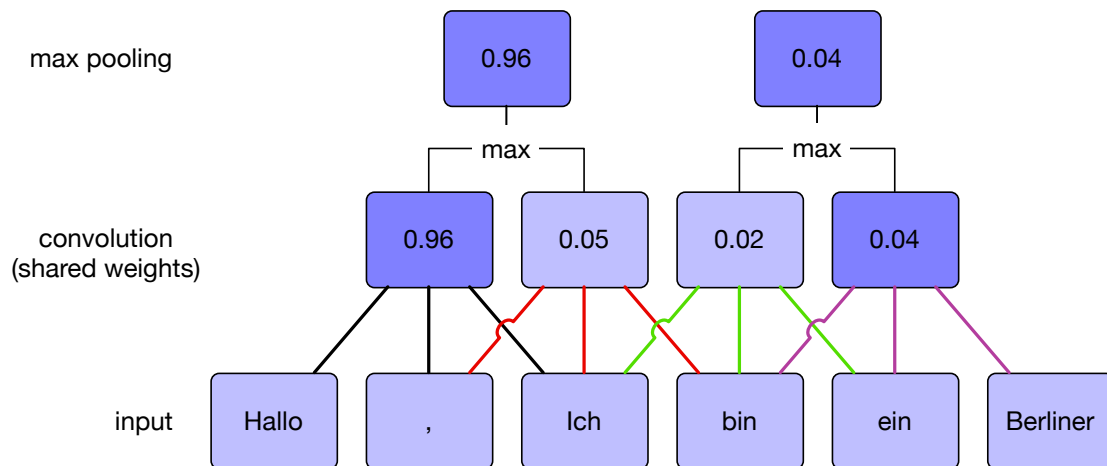 max pooling
0.96
0.04
max
max
convolution
(shared weights)
0.96
0.05
0.02
0.04
input
Hallo
,
Ich
bin
ein
Berliner